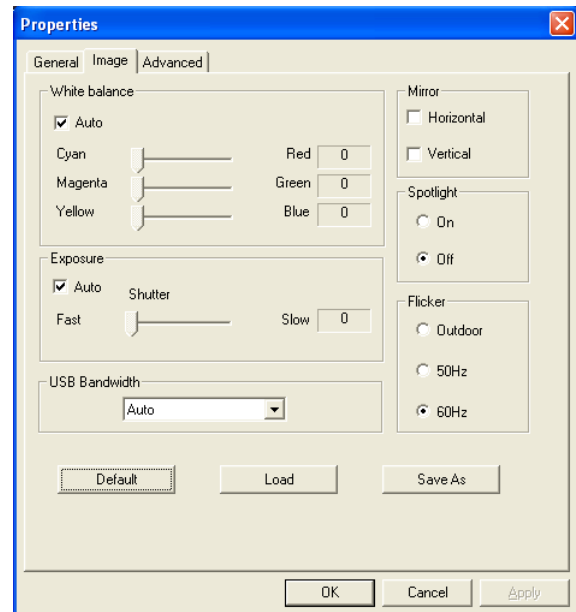 Properties
General Image Advanced
White balance
Auto
Cyan Red 0
Magenta Green 0
Yellow Blue 0
Exposure
Auto Shutter
Fast Slow 0
USB Bandwidth
Auto
Mirror
Horizontal
Vertical
Spotlight
On
Off
Flicker
Outdoor
50Hz
60Hz
Default Load Save As
OK Cancel Apply